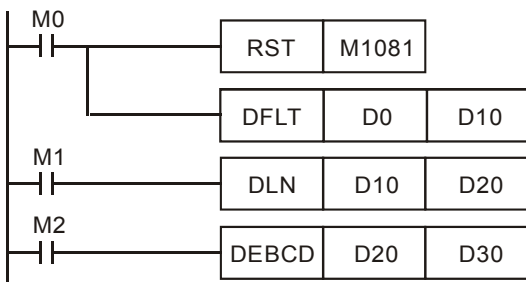 M0
RST M1081
DFLT D0 D10
M1
DLN D10 D20
M2
DEBCD D20 D30